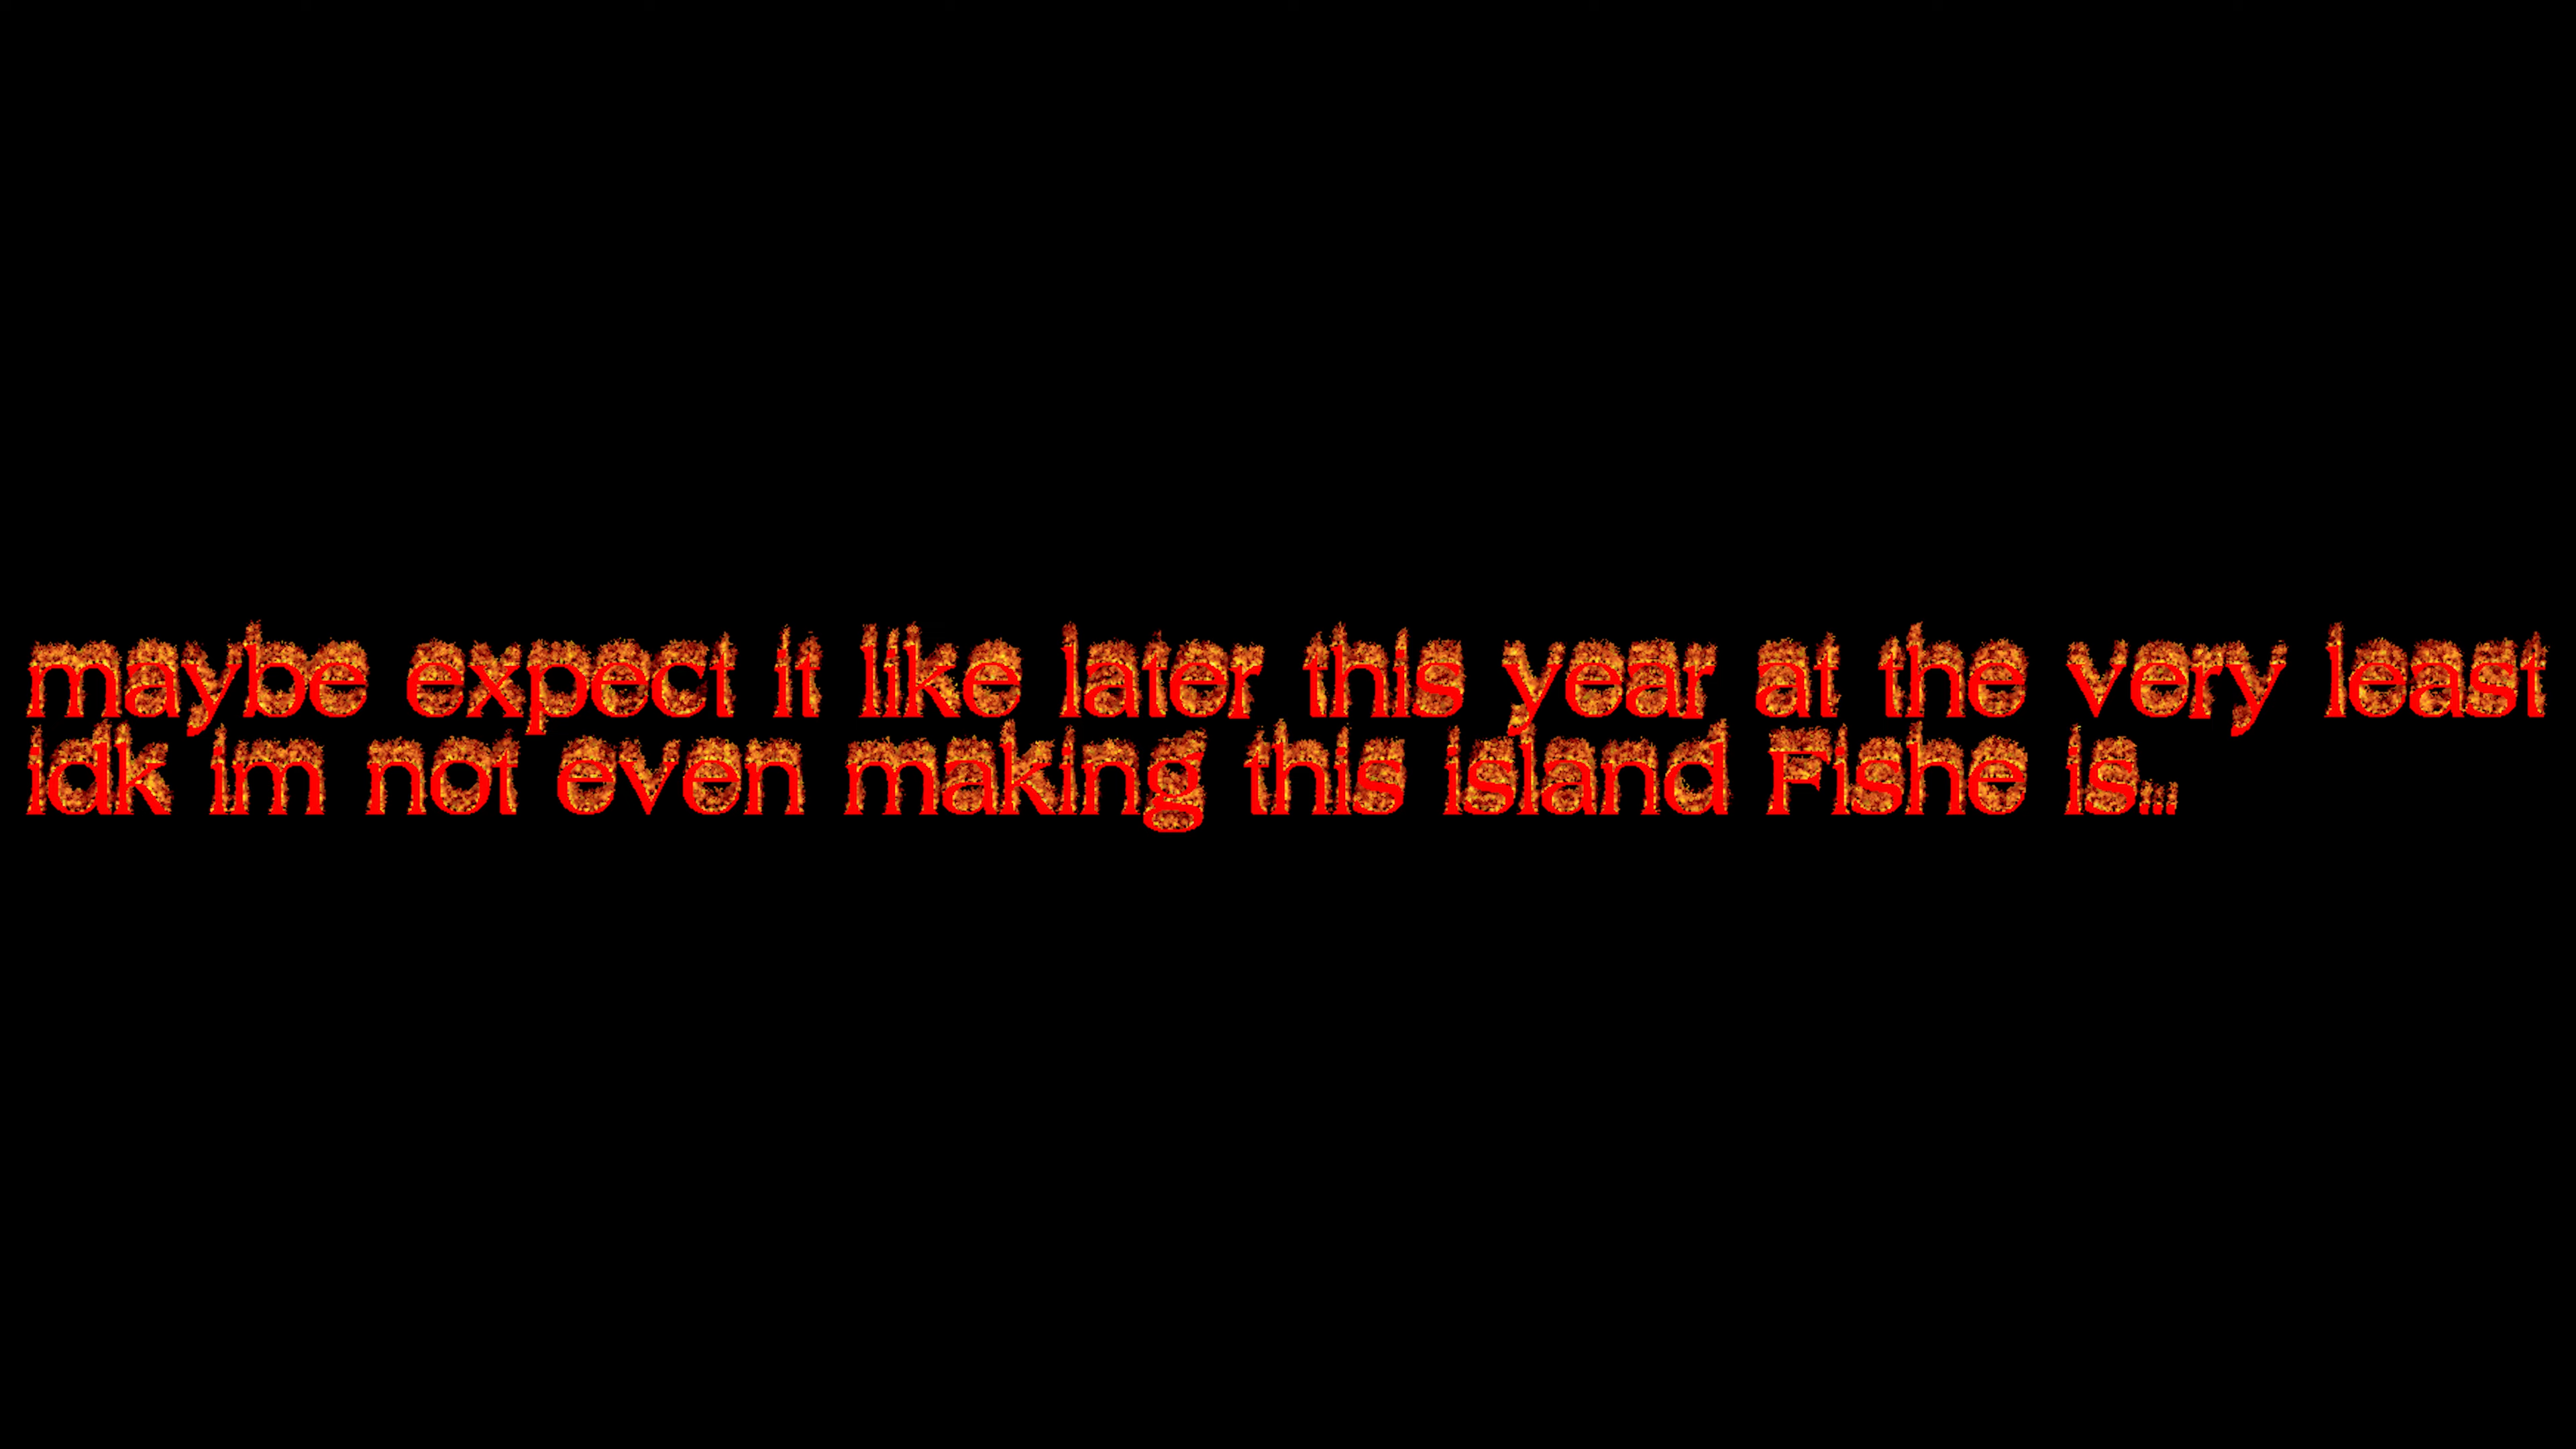 maybe expect it like later this year at the very least
idk im not even making this island Fishe is...